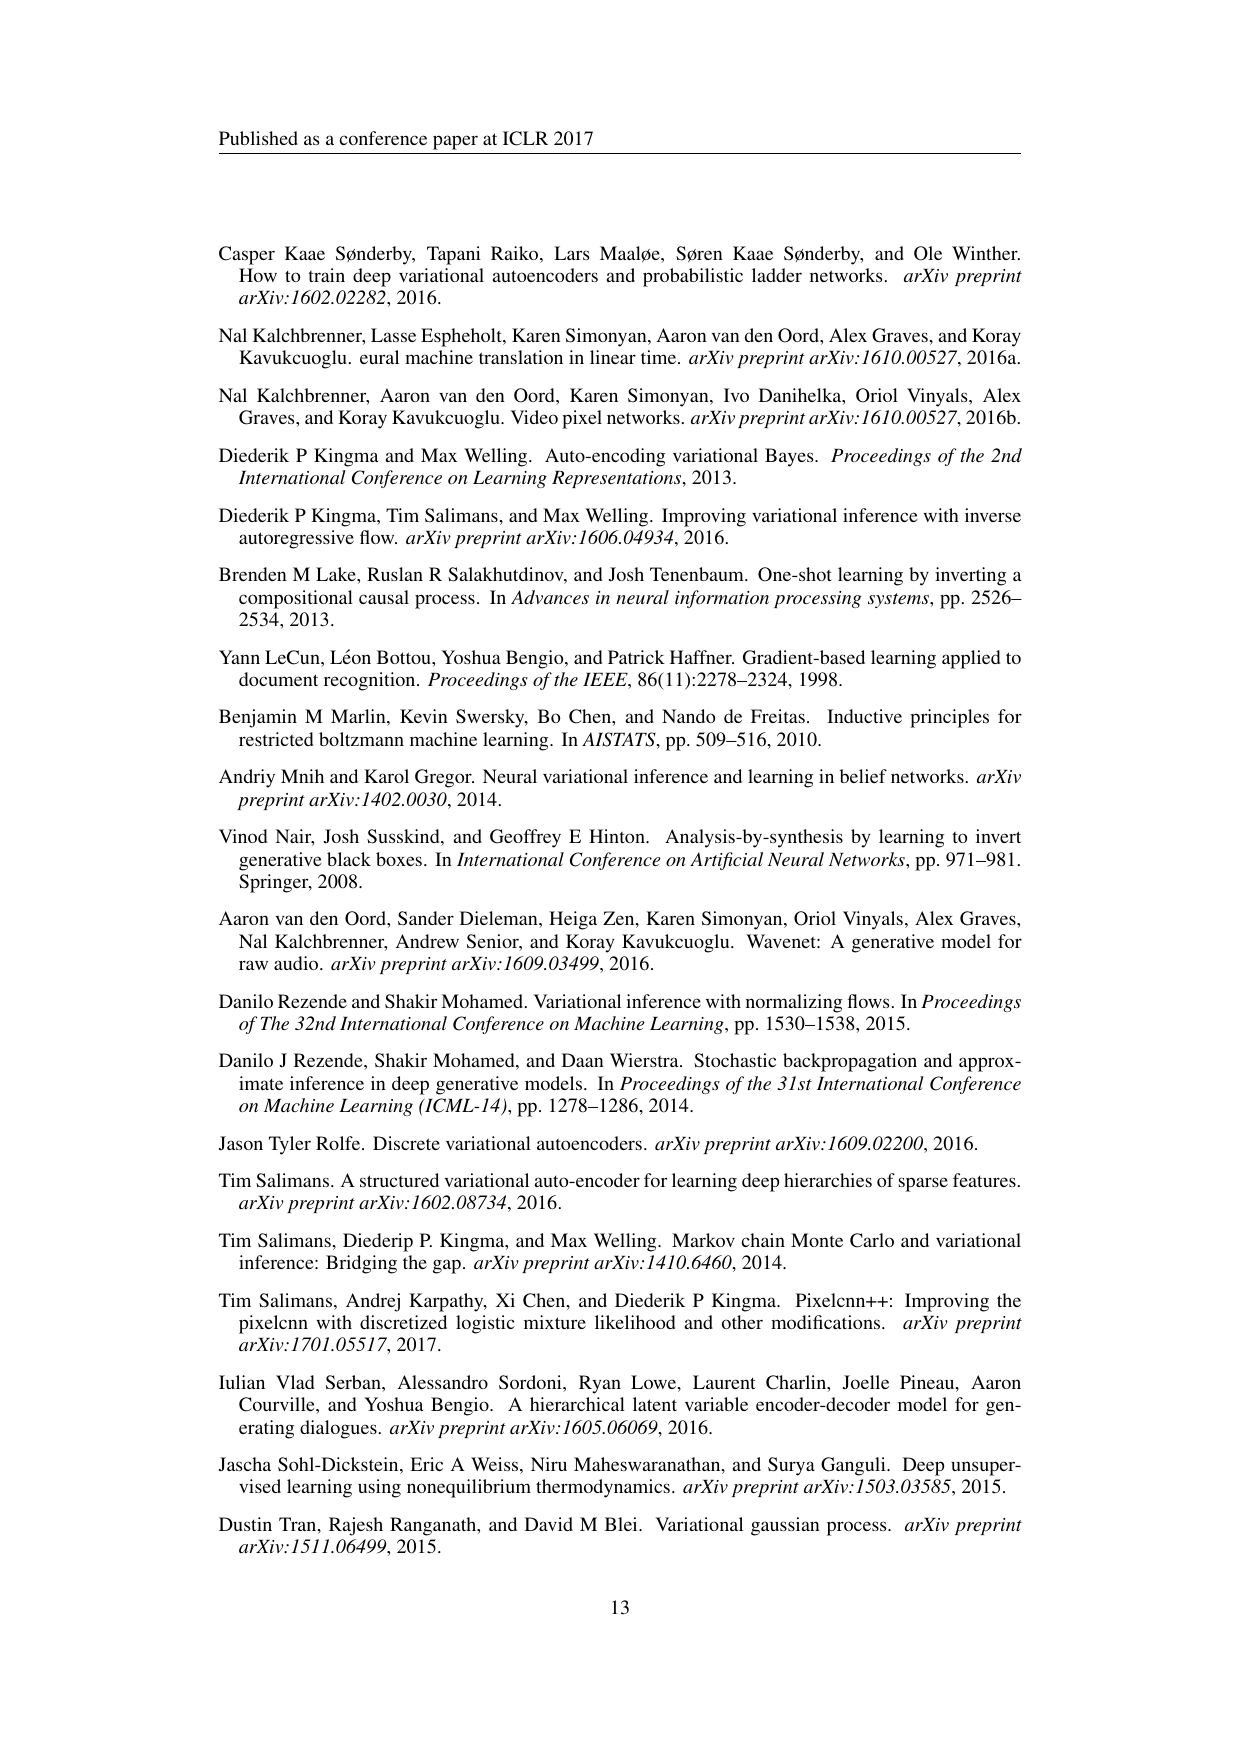 Published as a conference paper at ICLR 2017
Casper Kaae Sønderby, Tapani Raiko, Lars Maaløe, Søren Kaae Sønderby, and Ole Winther.
How to train deep variational autoencoders and probabilistic ladder networks. arXiv preprint
arXiv:1602.02282, 2016.
Nal Kalchbrenner, Lasse Espheholt, Karen Simonyan, Aaron van den Oord, Alex Graves, and Koray
Kavukcuoglu. eural machine translation in linear time. arXiv preprint arXiv:1610.00527, 2016a.
Nal Kalchbrenner, Aaron van den Oord, Karen Simonyan, Ivo Danihelka, Oriol Vinyals, Alex
Graves, and Koray Kavukcuoglu. Video pixel networks. arXiv preprint arXiv:1610.00527, 2016b.
Diederik P Kingma and Max Welling. Auto-encoding variational Bayes. Proceedings of the 2nd
International Conference on Learning Representations, 2013.
Diederik P Kingma, Tim Salimans, and Max Welling. Improving variational inference with inverse
autoregressive flow. arXiv preprint arXiv:1606.04934, 2016.
Brenden M Lake, Ruslan R Salakhutdinov, and Josh Tenenbaum. One-shot learning by inverting a
compositional causal process. In Advances in neural information processing systems, pp. 2526–
2534, 2013.
Yann LeCun, Léon Bottou, Yoshua Bengio, and Patrick Haffner. Gradient-based learning applied to
document recognition. Proceedings of the IEEE, 86(11):2278–2324, 1998.
Benjamin M Marlin, Kevin Swersky, Bo Chen, and Nando de Freitas. Inductive principles for
restricted boltzmann machine learning. In AISTATS, pp. 509–516, 2010.
Andriy Mnih and Karol Gregor. Neural variational inference and learning in belief networks. arXiv
preprint arXiv:1402.0030, 2014.
Vinod Nair, Josh Susskind, and Geoffrey E Hinton. Analysis-by-synthesis by learning to invert
generative black boxes. In International Conference on Artificial Neural Networks, pp. 971–981.
Springer, 2008.
Aaron van den Oord, Sander Dieleman, Heiga Zen, Karen Simonyan, Oriol Vinyals, Alex Graves,
Nal Kalchbrenner, Andrew Senior, and Koray Kavukcuoglu. Wavenet: A generative model for
raw audio. arXiv preprint arXiv:1609.03499, 2016.
Danilo Rezende and Shakir Mohamed. Variational inference with normalizing flows. In Proceedings
of The 32nd International Conference on Machine Learning, pp. 1530–1538, 2015.
Danilo J Rezende, Shakir Mohamed, and Daan Wierstra. Stochastic backpropagation and approx-
imate inference in deep generative models. In Proceedings of the 31st International Conference
on Machine Learning (ICML-14), pp. 1278–1286, 2014.
Jason Tyler Rolfe. Discrete variational autoencoders. arXiv preprint arXiv:1609.02200, 2016.
Tim Salimans. A structured variational auto-encoder for learning deep hierarchies of sparse features.
arXiv preprint arXiv:1602.08734, 2016.
Tim Salimans, Diederip P. Kingma, and Max Welling. Markov chain Monte Carlo and variational
inference: Bridging the gap. arXiv preprint arXiv:1410.6460, 2014.
Tim Salimans, Andrej Karpathy, Xi Chen, and Diederik P Kingma. Pixelcnn++: Improving the
pixelcnn with discretized logistic mixture likelihood and other modifications. arXiv preprint
arXiv:1701.05517, 2017.
Iulian Vlad Serban, Alessandro Sordoni, Ryan Lowe, Laurent Charlin, Joelle Pineau, Aaron
Courville, and Yoshua Bengio. A hierarchical latent variable encoder-decoder model for gen-
erating dialogues. arXiv preprint arXiv:1605.06069, 2016.
Jascha Sohl-Dickstein, Eric A Weiss, Niru Maheswaranathan, and Surya Ganguli. Deep unsuper-
vised learning using nonequilibrium thermodynamics. arXiv preprint arXiv:1503.03585, 2015.
Dustin Tran, Rajesh Ranganath, and David M Blei. Variational gaussian process. arXiv preprint
arXiv:1511.06499, 2015.
13